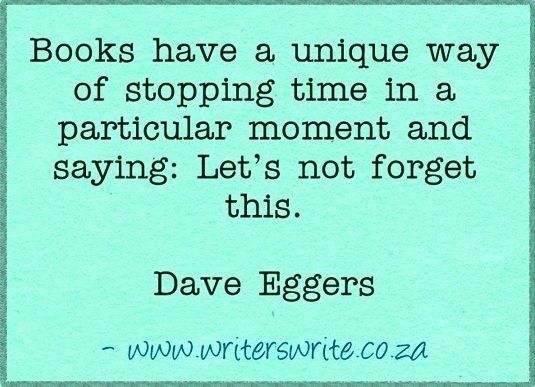 Books have a unique way
of stopping time in a
particular moment and
saying: Let's not forget
this.
Dave Eggers
- www.writerswrite.co.za